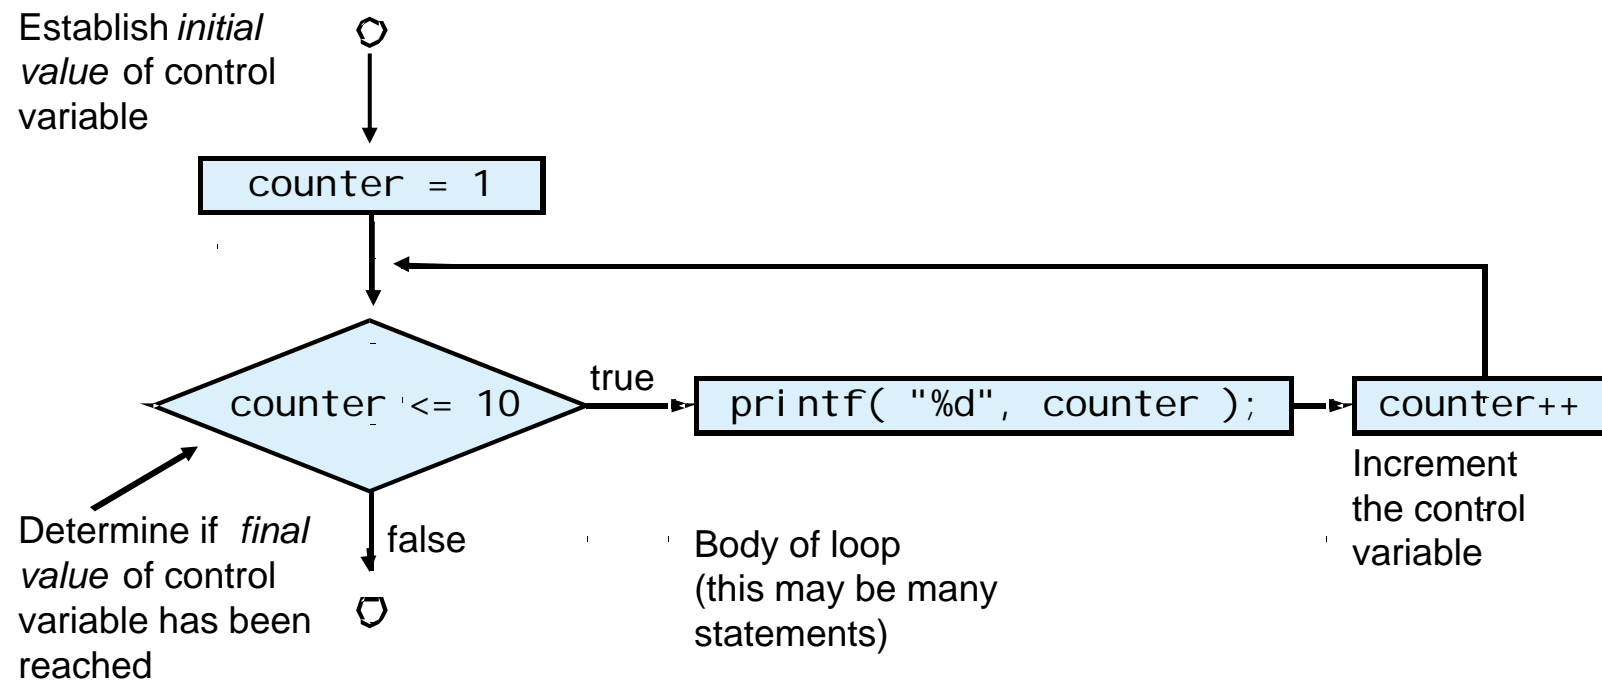 Establish initial
value of control
variable
counter = 1
counter <= 10
true
printf( "%d", counter );
counter++
Increment
the control
variable
Determine if final
value of control
variable has been
reached
false
Body of loop
(this may be many
statements)